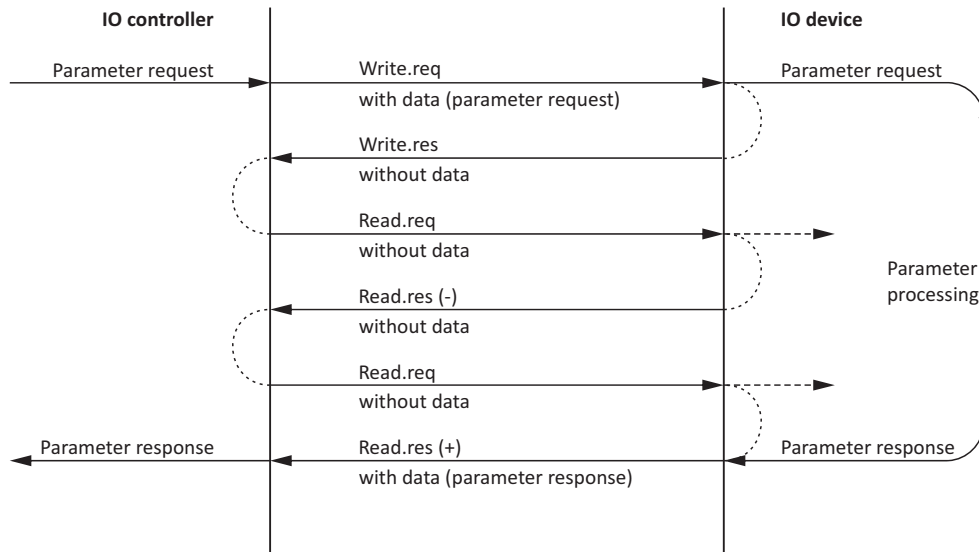 IO controller
IO device
Parameter request
Write.req
Parameter request
with data (parameter request)
Write.res
without data
Read.req
without data
Parameter
processing
Read.res (-)
without data
Read.req
without data
Parameter response
Read.res (+)
Parameter response
with data (parameter response)